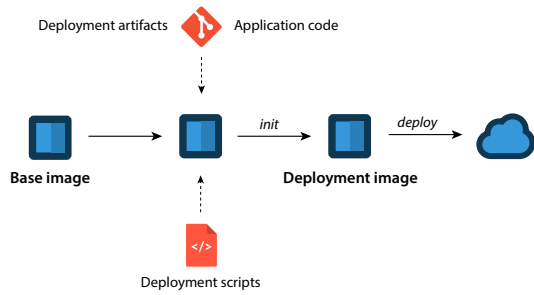 Deployment artifacts
Application code
init
deploy
Base image
Deployment image
</>
Deployment scripts